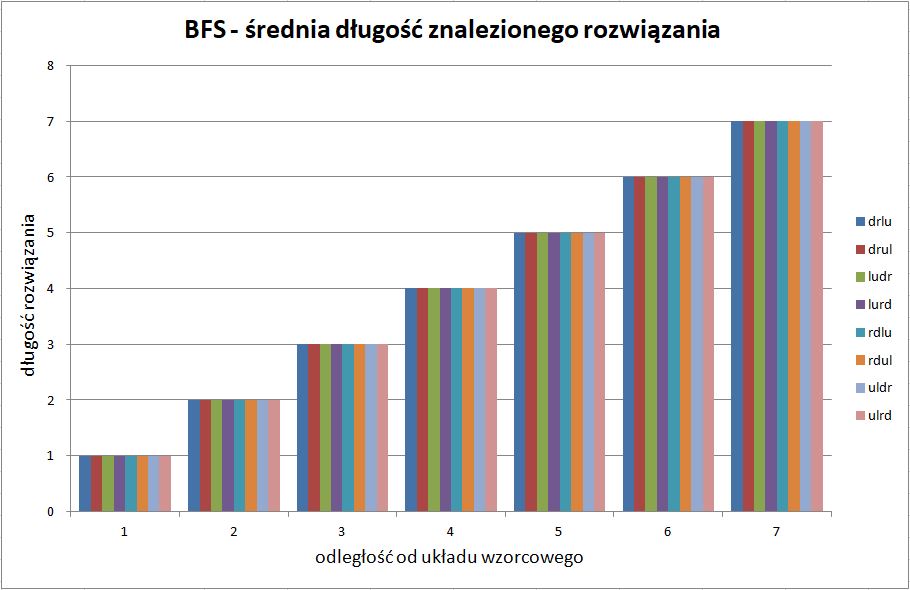 BFS - średnia długość znalezionego rozwiązania
8
7
6
5
4
3
2
1
0
długość rozwiązania
1 2 3 4 5 6 7
odległość od układu wzorcowego
drlu
drul
ludr
lurd
rdlu
rdul
uldr
ulrd